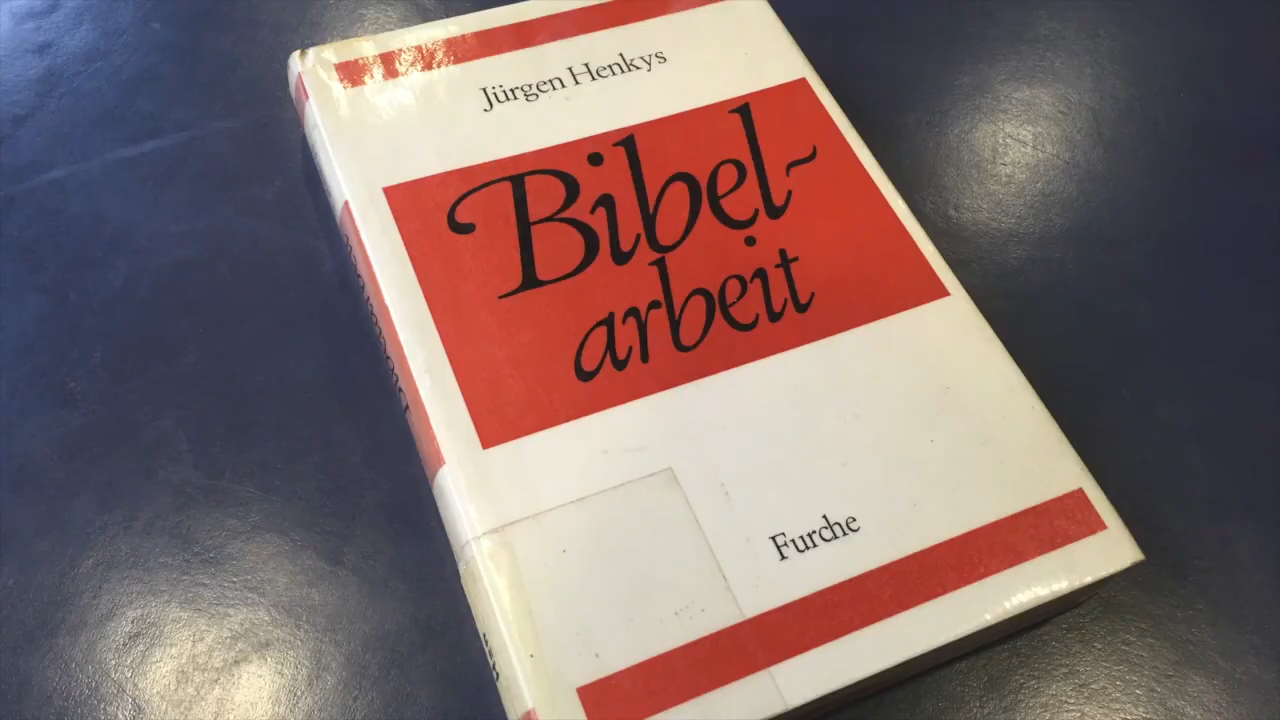 Jürgen Henkys
Bibel-
arbeit
Furche